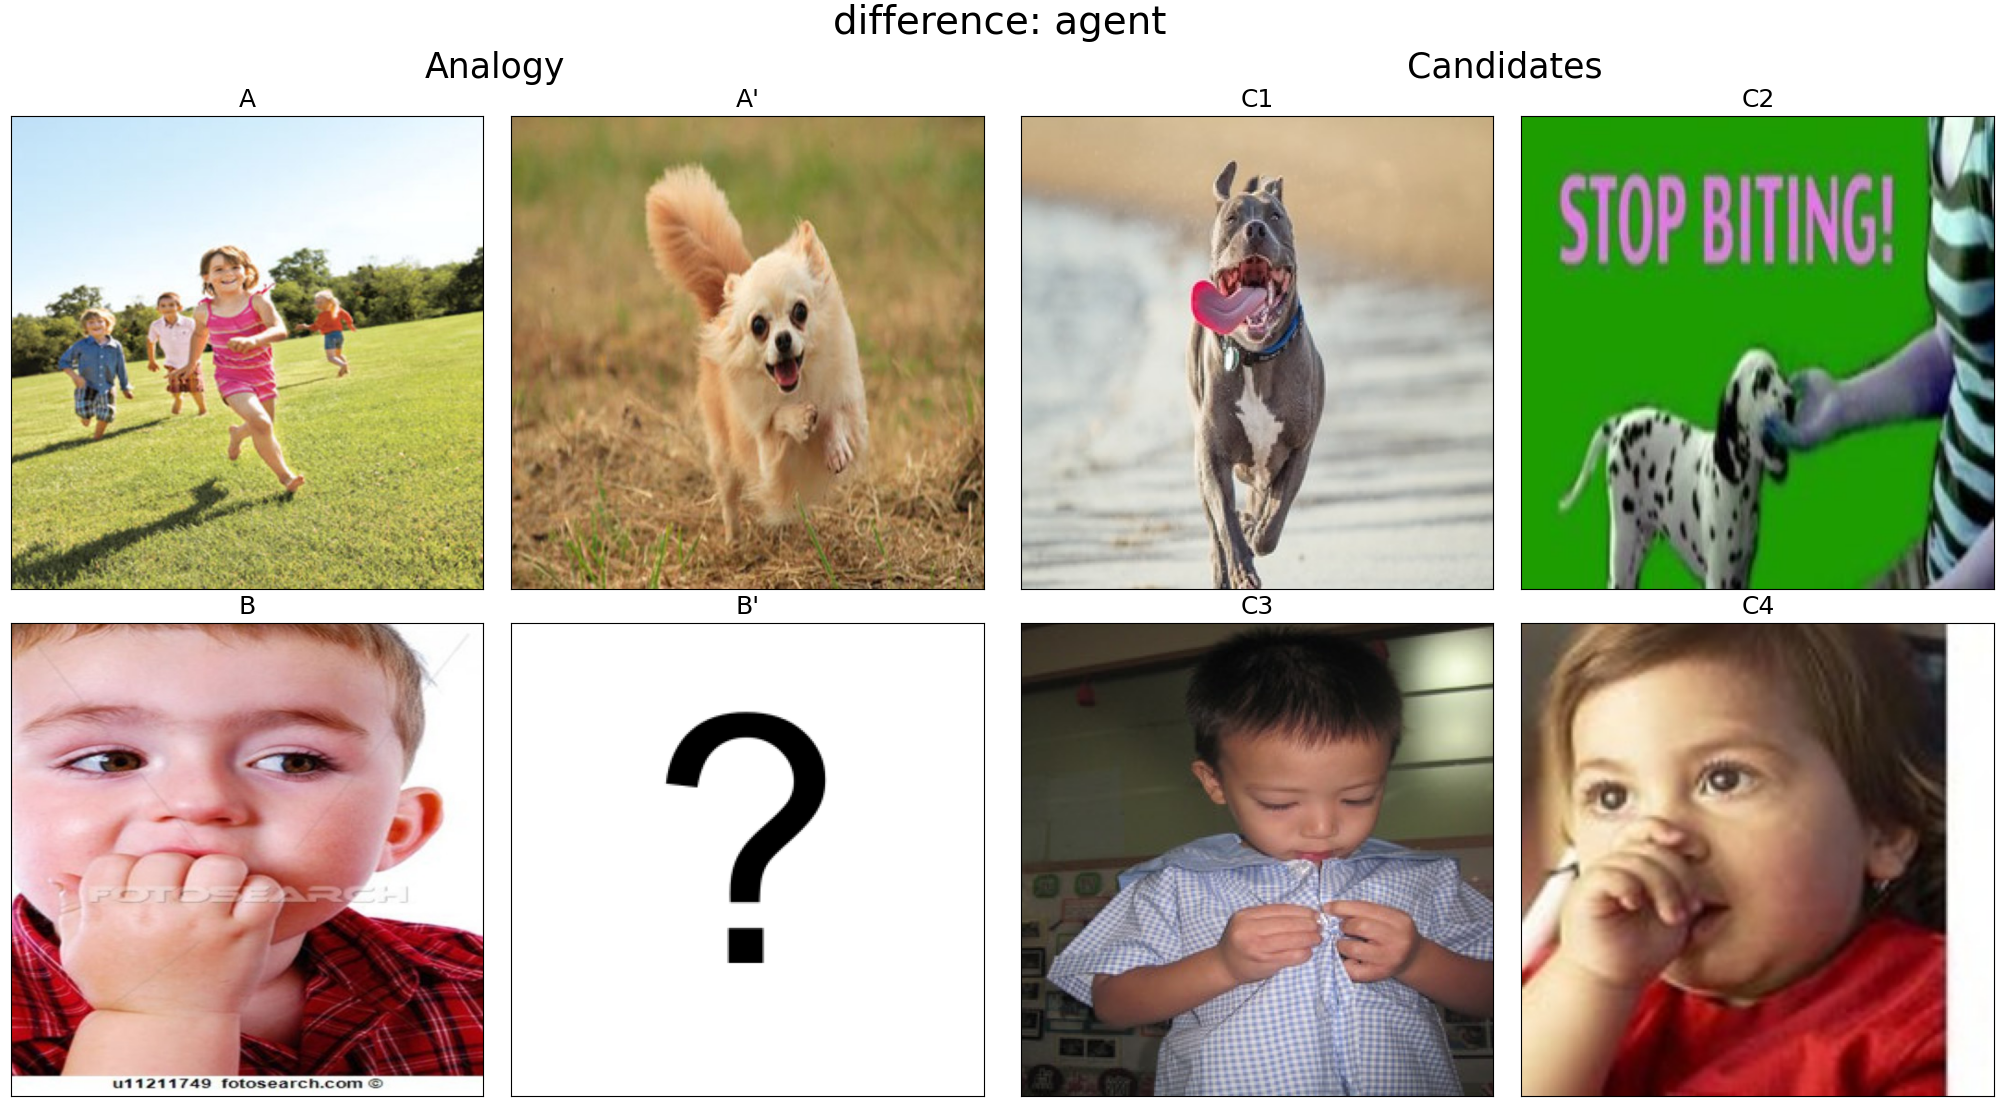 difference: agent
Analogy
Candidates
A
A'
C1
C2
STOP BITING!
B
B'
C3
C4
?
FOTOSEARCH
u11211749 fotosearch.com ©